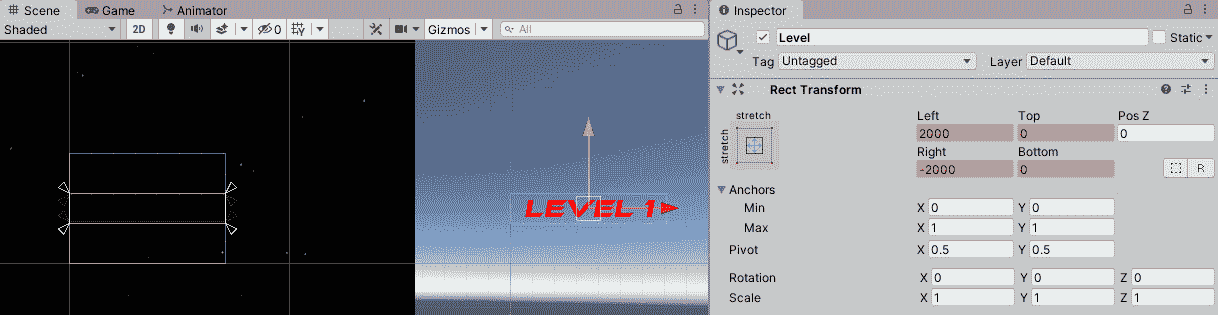 Scene Game Animator
Shaded 2D 0 Gizmos All
LEVEL 1
Inspector
Level Static
Tag Untagged Layer Default
Rect Transform
stretch
stretch
Left Top Pos Z
2000 0 0
Right Bottom
-2000 0 R
Anchors
Min X 0 Y 0
Max X 1 Y 1
Pivot X 0.5 Y 0.5
Rotation X 0 Y 0 Z 0
Scale X 1 Y 1 Z 1